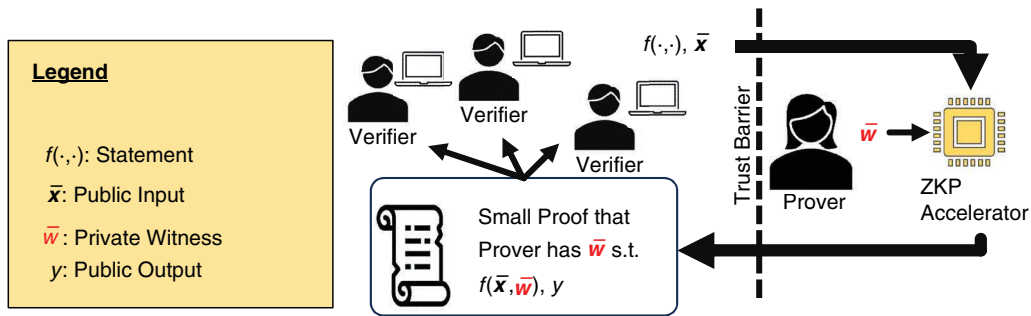 Legend
f(·,·): Statement
x̄: Public Input
w̄: Private Witness
y: Public Output
Verifier
Verifier
Verifier
f(·,·), x̄
Trust Barrier
Prover
w̄
ZKP
Accelerator
Small Proof that
Prover has w̄ s.t.
f(x̄,w̄), y